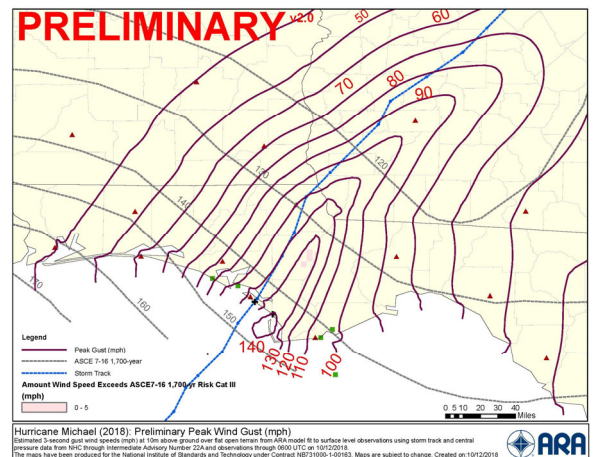 PRELIMINARY v2.0
50
60
70
80
90
120
130
140
150
160
170
140
130
120
110
100
Legend
Peak Gust (mph)
ASCE 7-16 1,700-year
Storm Track
Amount Wind Speed Exceeds ASCE7-16 1,700-yr Risk Cat III
(mph)
0 - 5
0 5 10 20 30 40
Miles
Hurricane Michael (2018): Preliminary Peak Wind Gust (mph)
Estimated 3-second gust wind speeds (mph) at 10m above ground over flat open terrain from ARA model fit to surface level observations using storm track and central
pressure data from NHC through Intermediate Advisory Number 22A and observations through 0600 UTC on 10/12/2018
The maps have been produced for the National Institute of Standards and Technology under Contract NB731000-1-00163. Maps are subject to change. Created on:10/12/2018
ARA